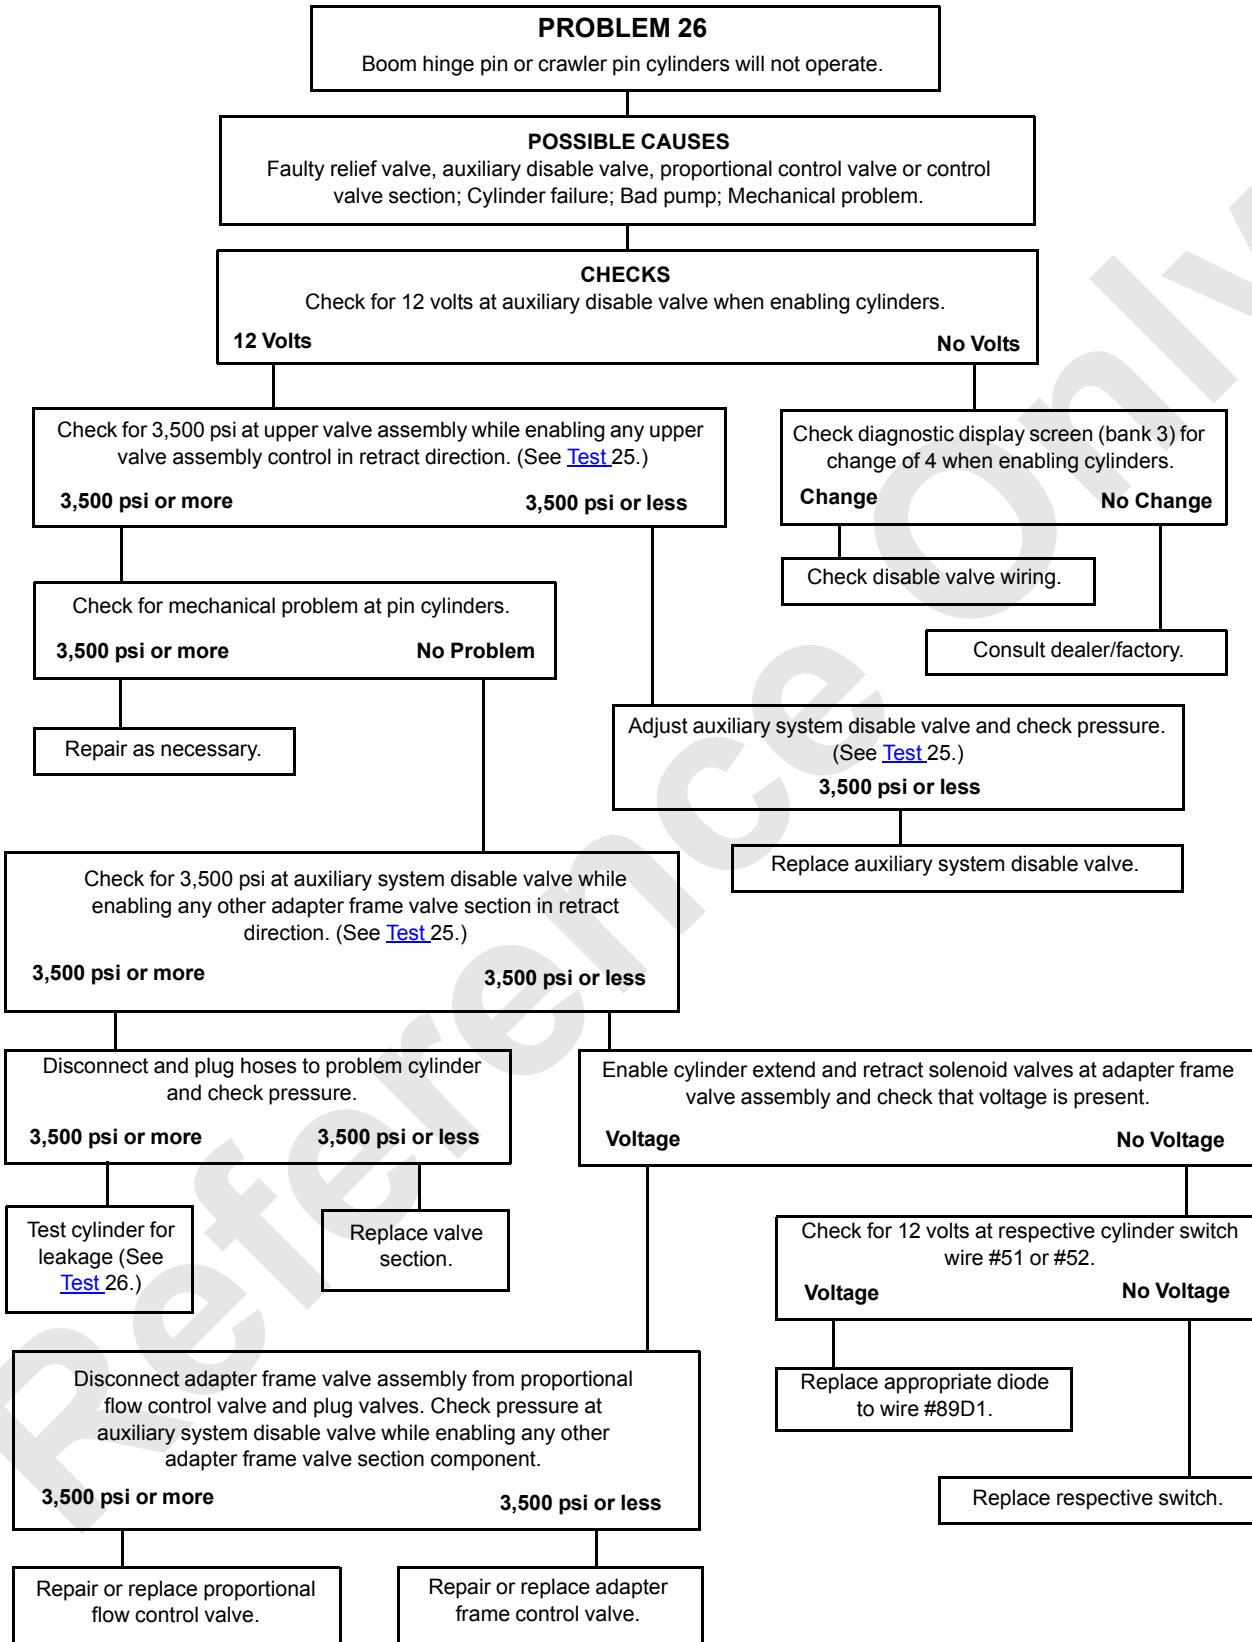 PROBLEM 26
Boom hinge pin or crawler pin cylinders will not operate.
POSSIBLE CAUSES
Faulty relief valve, auxiliary disable valve, proportional control valve or control
valve section; Cylinder failure; Bad pump; Mechanical problem.
CHECKS
Check for 12 volts at auxiliary disable valve when enabling cylinders.
12 Volts
No Volts
Check for 3,500 psi at upper valve assembly while enabling any upper
valve assembly control in retract direction. (See Test 25.)
3,500 psi or more
3,500 psi or less
Check diagnostic display screen (bank 3) for
change of 4 when enabling cylinders.
Change
No Change
Check disable valve wiring.
Consult dealer/factory.
Check for mechanical problem at pin cylinders.
3,500 psi or more
No Problem
Repair as necessary.
Adjust auxiliary system disable valve and check pressure.
(See Test 25.)
3,500 psi or less
Replace auxiliary system disable valve.
Check for 3,500 psi at auxiliary system disable valve while
enabling any other adapter frame valve section in retract
direction. (See Test 25.)
3,500 psi or more
3,500 psi or less
Disconnect and plug hoses to problem cylinder
and check pressure.
3,500 psi or more
3,500 psi or less
Enable cylinder extend and retract solenoid valves at adapter frame
valve assembly and check that voltage is present.
Voltage
No Voltage
Test cylinder for
leakage (See
Test 26.)
Replace valve
section.
Check for 12 volts at respective cylinder switch
wire #51 or #52.
Voltage
No Voltage
Replace appropriate diode
to wire #89D1.
Replace respective switch.
Disconnect adapter frame valve assembly from proportional
flow control valve and plug valves. Check pressure at
auxiliary system disable valve while enabling any other
adapter frame valve section component.
3,500 psi or more
3,500 psi or less
Repair or replace proportional
flow control valve.
Repair or replace adapter
frame control valve.
Reference Only